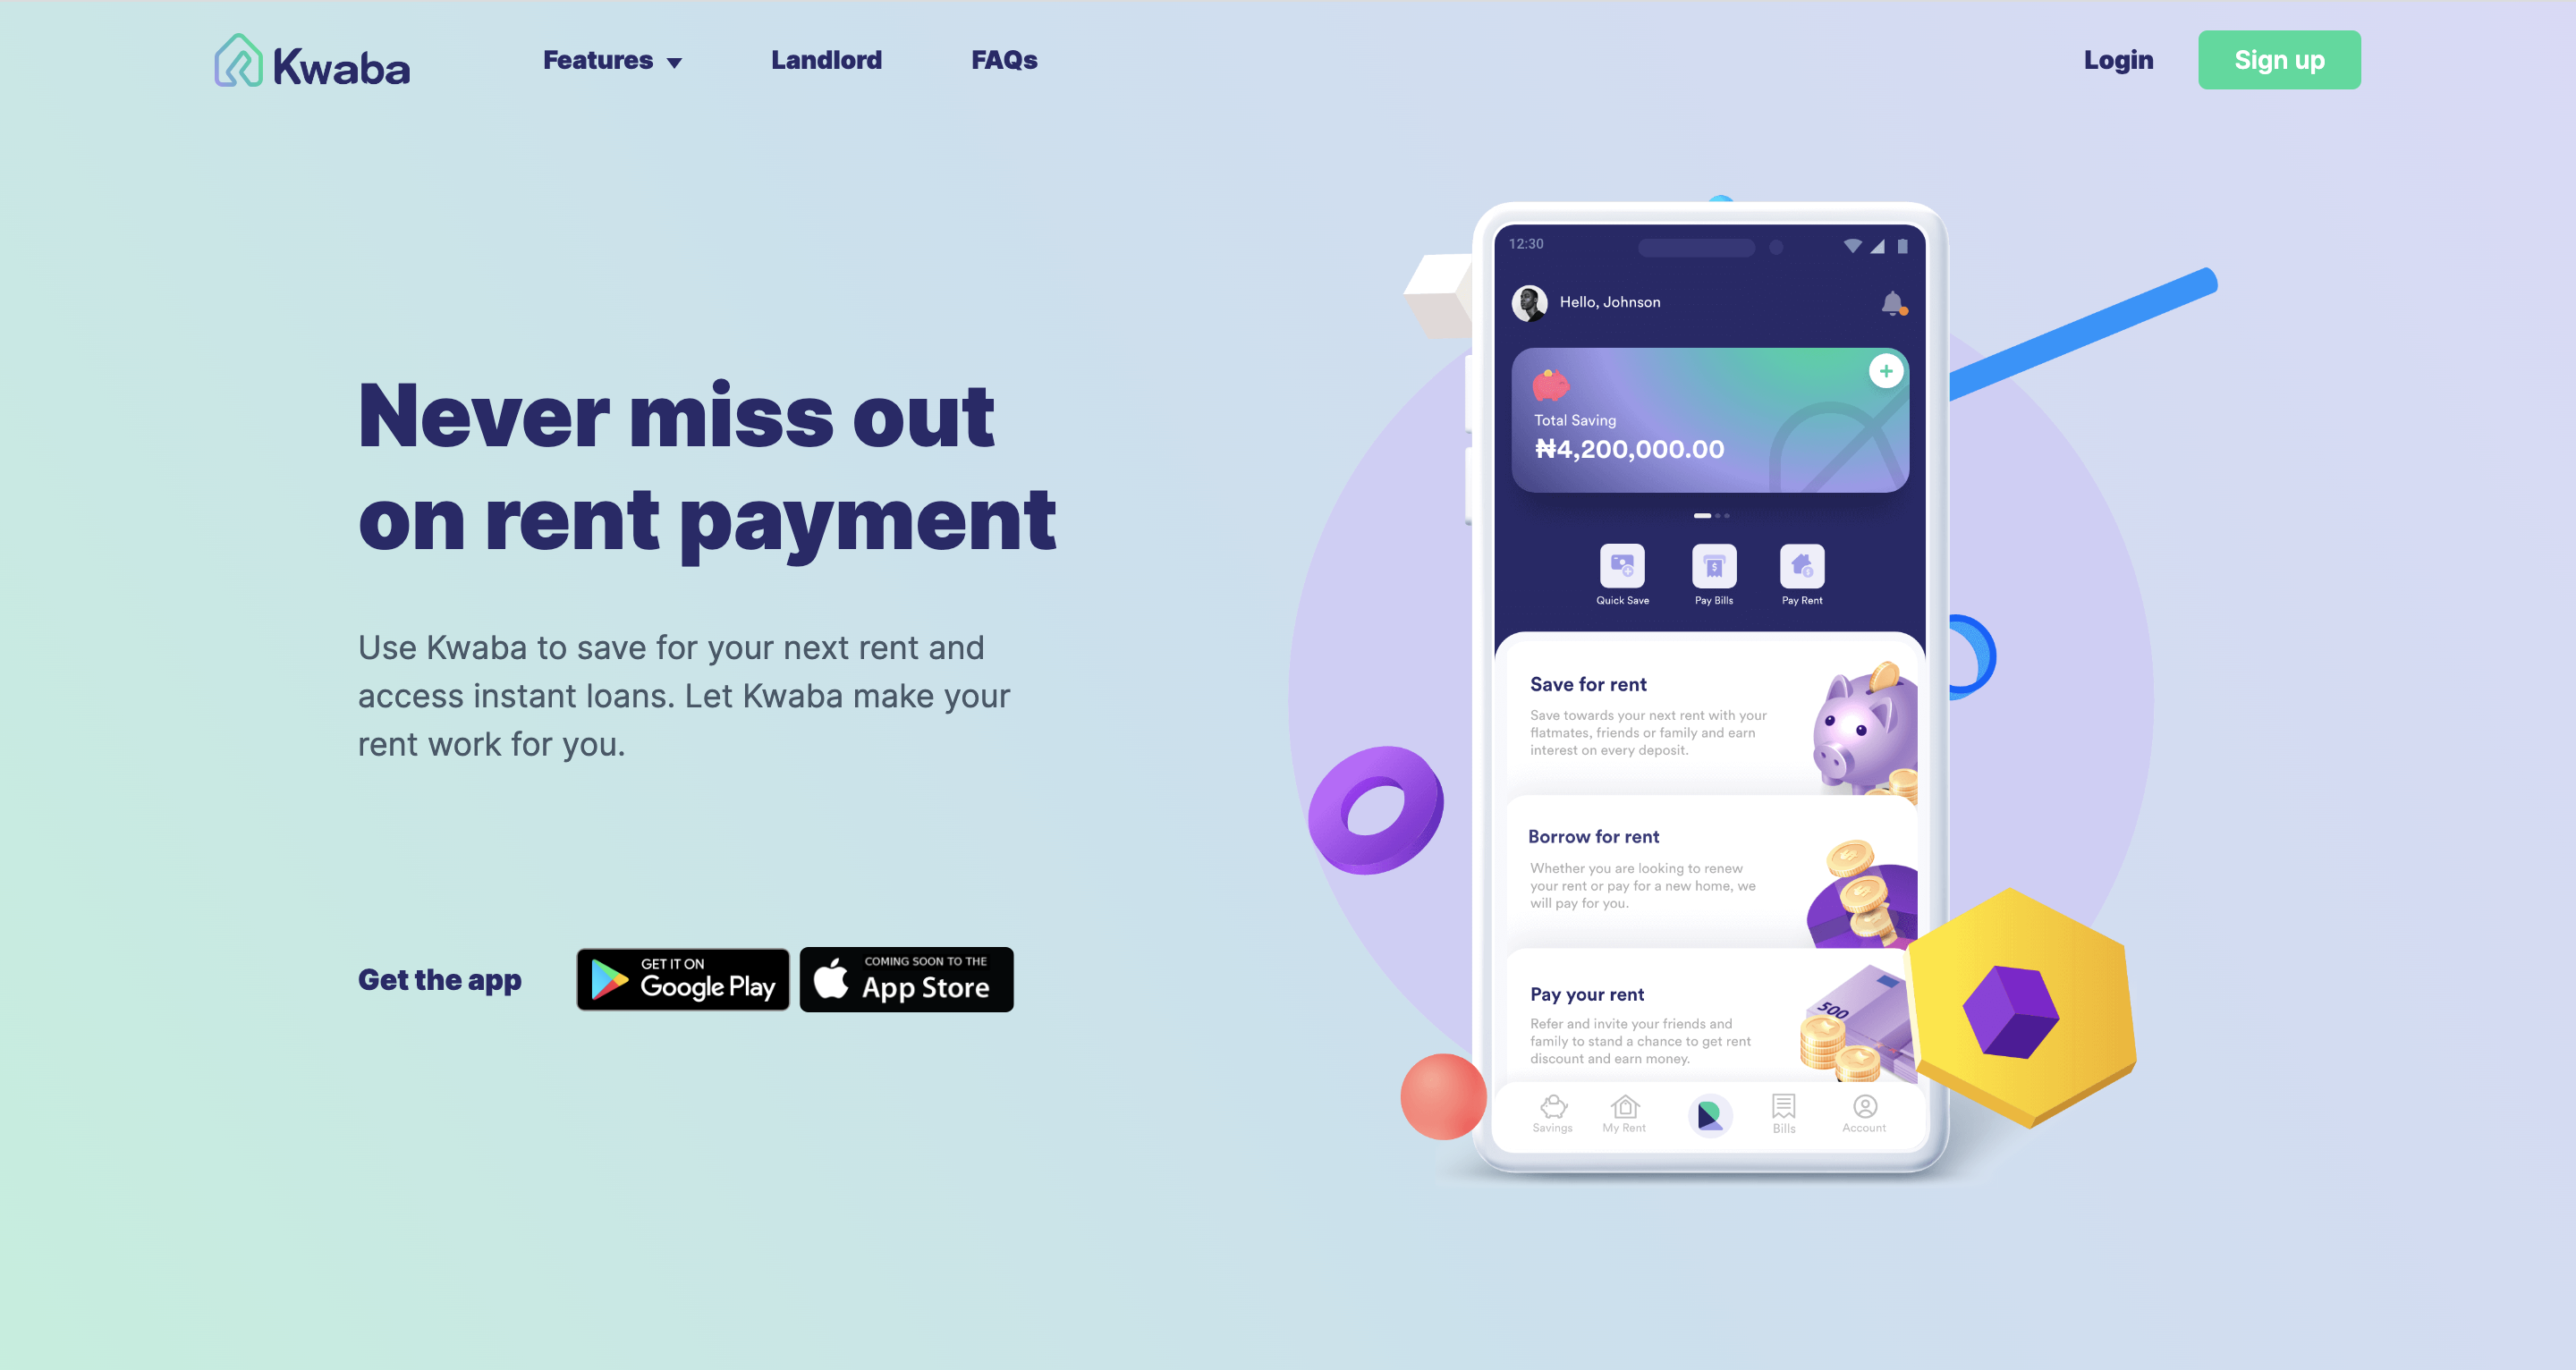 Kwaba
Features
Landlord
FAQs
Login
Sign up
Never miss out
on rent payment
Use Kwaba to save for your next rent and
access instant loans. Let Kwaba make your
rent work for you.
Get the app
GET IT ON
Google Play
COMING SOON TO THE
App Store
12:30
Hello, Johnson
Total Saving
₦4,200,000.00
Quick Save
Pay Bills
Pay Rent
Save for rent
Save towards your next rent with your
flatmates, friends or family and earn
interest on every deposit.
Borrow for rent
Whether you are looking to renew
your rent or pay for a new home, we
will pay for you.
Pay your rent
Refer and invite your friends and
family to stand a chance to get rent
discount and earn money.
500
Savings
My Rent
Bills
Account